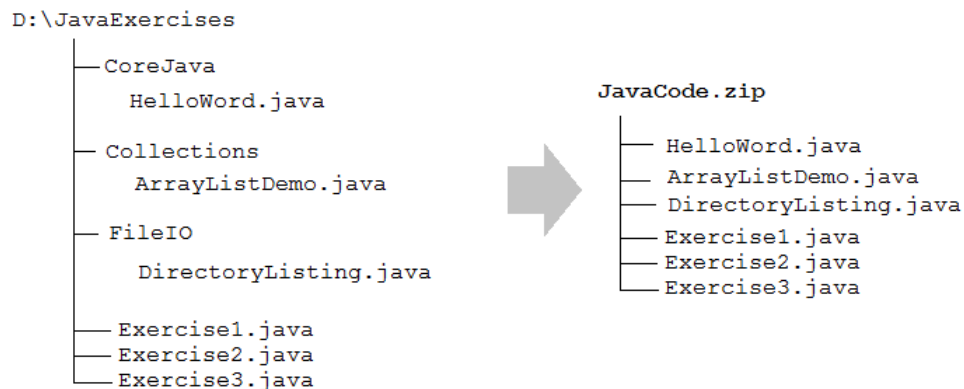 D:\JavaExercises
CoreJava
HelloWord.java
Collections
ArrayListDemo.java
FileIO
DirectoryListing.java
Exercise1.java
Exercise2.java
Exercise3.java
JavaCode.zip
HelloWord.java
ArrayListDemo.java
DirectoryListing.java
Exercise1.java
Exercise2.java
Exercise3.java